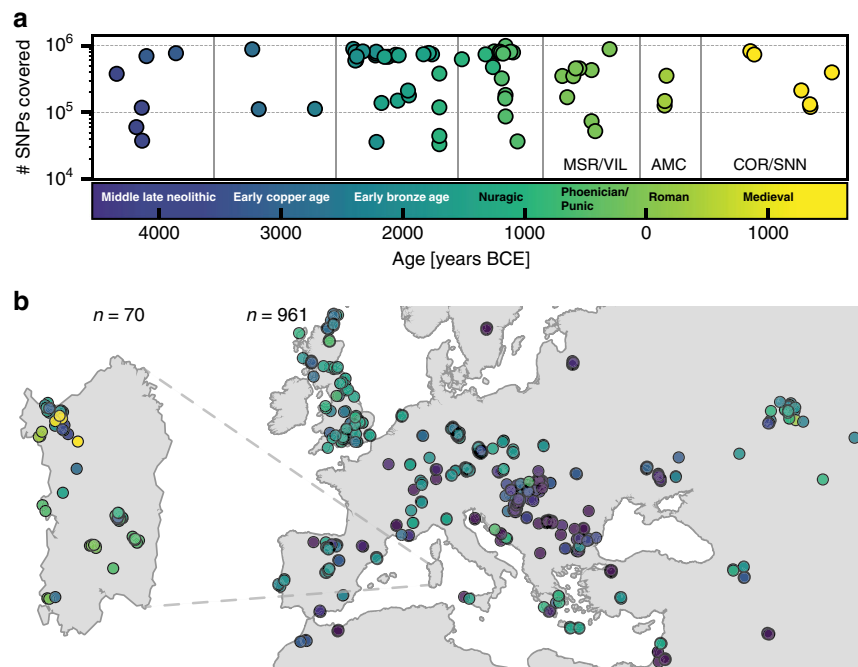 a
# SNPs covered
10⁶
10⁵
10⁴
MSR/VIL
AMC
COR/SNN
Middle late neolithic
Early copper age
Early bronze age
Nuragic
Phoenician/
Punic
Roman
Medieval
4000
3000
2000
1000
0
1000
Age [years BCE]
b
n = 70
n = 961